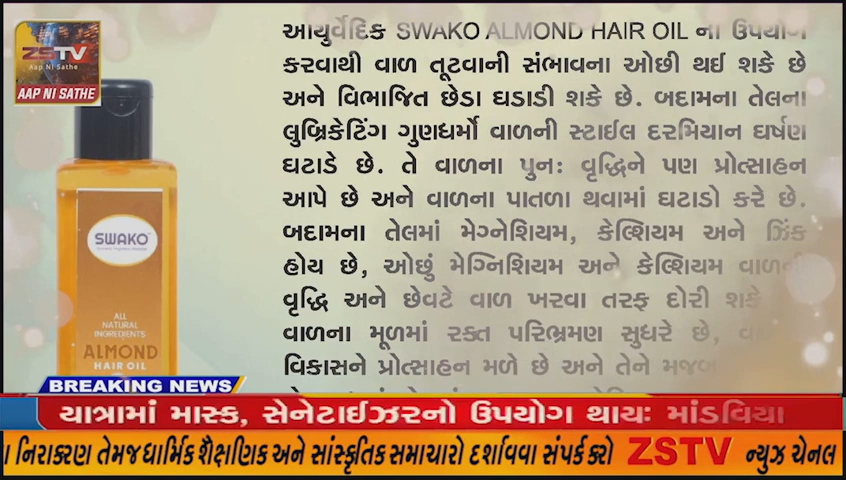 ZSTV
Aap Ni Sathe
AAP NI SATHE
આયુર્વેદિક SWAKO ALMOND HAIR OIL ના ઉપયોગ
કરવાથી વાળ તૂટવાની સંભાવના ઓછી થઈ શકે છે
અને વિભાજિત છેડા ઘડાડી શકે છે. બદામના તેલના
લુબ્રિકેટિંગ ગુણધર્મો વાળની સ્ટાઈલ દરમિયાન ઘર્ષણ
ઘટાડે છે. તે વાળના પુનઃ વૃદ્ધિને પણ પ્રોત્સાહન
આપે છે અને વાળના પાતળા થવામાં ઘટાડો કરે છે.
બદામના તેલમાં મેગ્નેશિયમ, કેલ્શિયમ અને ઝિંક
હોય છે, ઓછું મેગ્નિશિયમ અને કેલ્શિયમ વાળની
વૃદ્ધિ અને છેવટે વાળ ખરવા તરફ દોરી શકે
વાળના મૂળમાં રક્ત પરિભ્રમણ સુધરે છે,
વિકાસને પ્રોત્સાહન મળે છે અને તેને
SWAKO
ALL
NATURAL
INGREDIENTS
ALMOND
HAIR OIL
BREAKING NEWS
યાત્રામાં માસ્ક, સેનેટાઈઝરનો ઉપયોગ થાયઃ માંડવિયા
નિરાકરણ તેમજ ધાર્મિક શૈક્ષણિક અને સાંસ્કૃતિક સમાચારો દર્શાવવા સંપર્ક કરો ZSTV ન્યુઝ ચેનલ